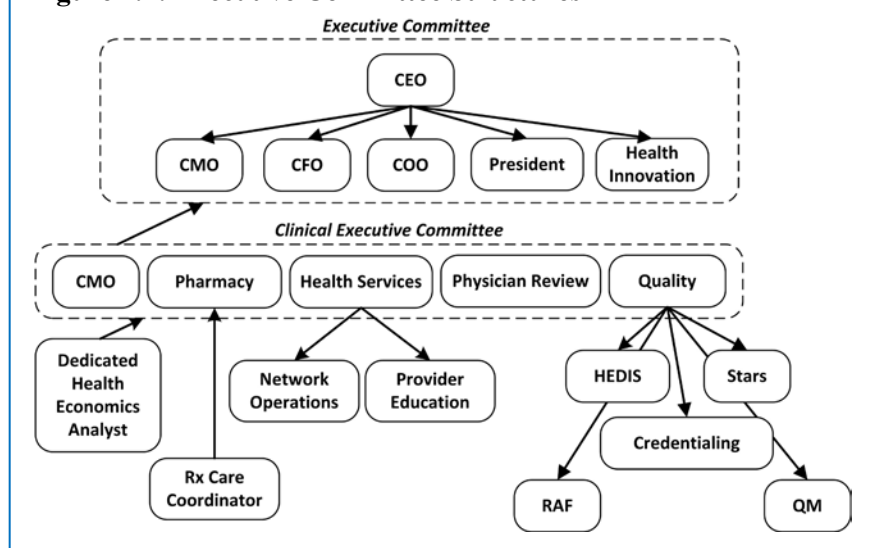 Executive Committee
CEO
CMO
CFO
COO
President
Health
Innovation
Clinical Executive Committee
CMO
Pharmacy
Health Services
Physician Review
Quality
Dedicated
Health
Economics
Analyst
Network
Operations
Provider
Education
HEDIS
Stars
Credentialing
Rx Care
Coordinator
RAF
QM